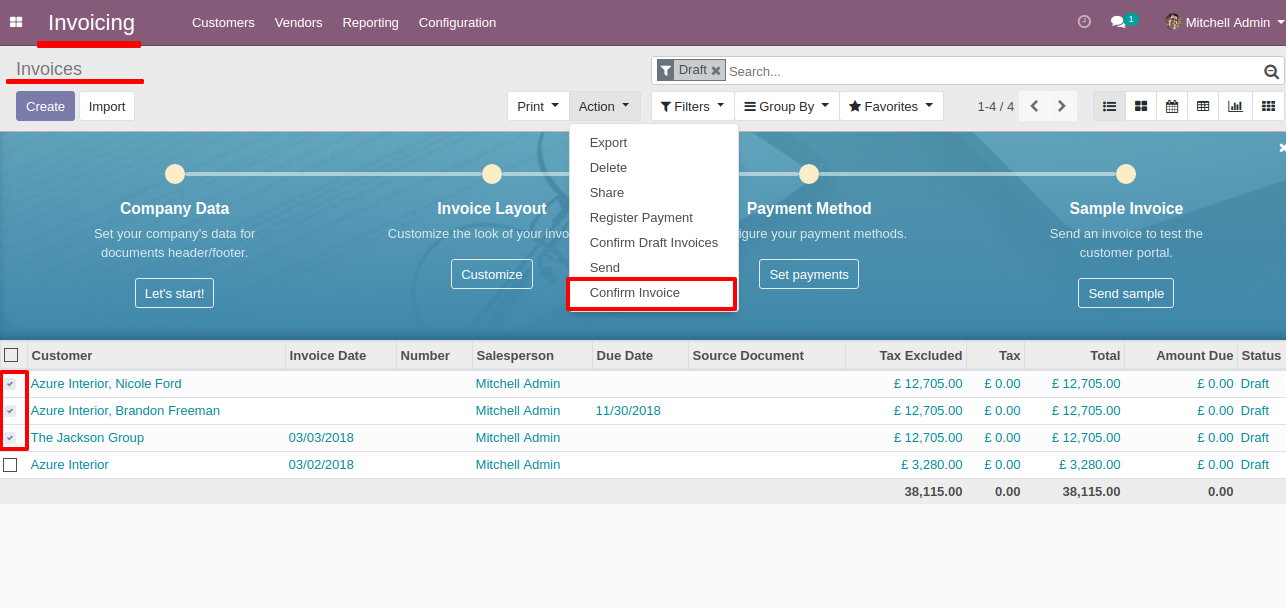 Invoicing Customers Vendors Reporting Configuration 1 Mitchell Admin
Invoices Draft Search...
Create Import Print Action Filters Group By Favorites 1-4 / 4
Export
Delete
Share
Register Payment
Confirm Draft Invoices
Send
Confirm Invoice
Company Data
Set your company's data for
documents header/footer.
Let's start!
Invoice Layout
Customize the look of your invo
Customize
Payment Method
igure your payment methods.
Set payments
Sample Invoice
Send an invoice to test the
customer portal.
Send sample
Customer Invoice Date Number Salesperson Due Date Source Document Tax Excluded Tax Total Amount Due Status
Azure Interior, Nicole Ford Mitchell Admin £ 12,705.00 £ 0.00 £ 12,705.00 £ 0.00 Draft
Azure Interior, Brandon Freeman Mitchell Admin 11/30/2018 £ 12,705.00 £ 0.00 £ 12,705.00 £ 0.00 Draft
The Jackson Group 03/03/2018 Mitchell Admin £ 12,705.00 £ 0.00 £ 12,705.00 £ 0.00 Draft
Azure Interior 03/02/2018 Mitchell Admin £ 3,280.00 £ 0.00 £ 3,280.00 £ 0.00 Draft
38,115.00 0.00 38,115.00 0.00